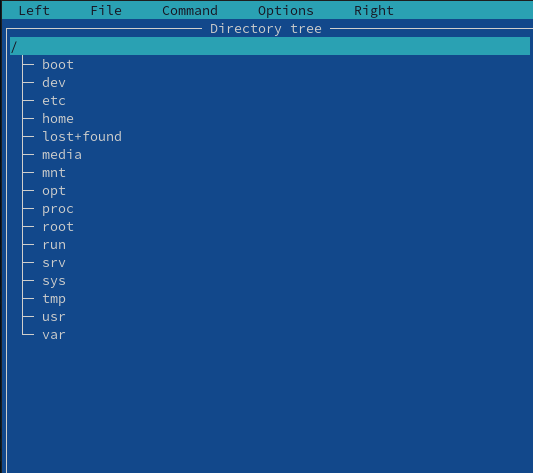 Left File Command Options Right
Directory tree
/
boot
dev
etc
home
lost+found
media
mnt
opt
proc
root
run
srv
sys
tmp
usr
var